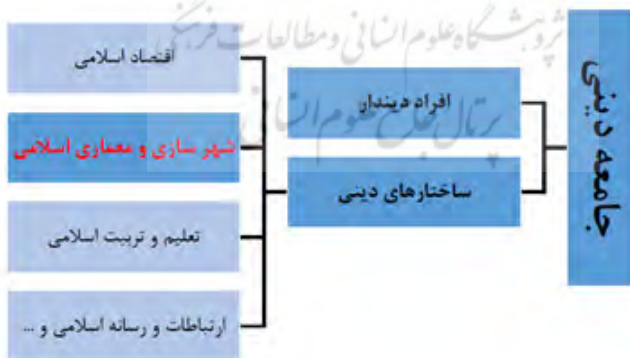 جامعه دینی
افراد دیندار
ساختارهای دینی
اقتصاد اسلامی
شهر سازی و معماری اسلامی
تعلیم و تربیت اسلامی
ارتباطات و رسانه اسلامی و ...
پژوهشگاه علوم انسانی و مطالعات فرهنگی
پرتال جامع علوم انسانی